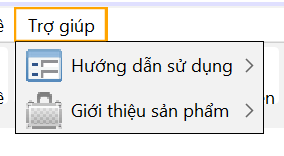 Trợ giúp
Hướng dẫn sử dụng
Giới thiệu sản phẩm